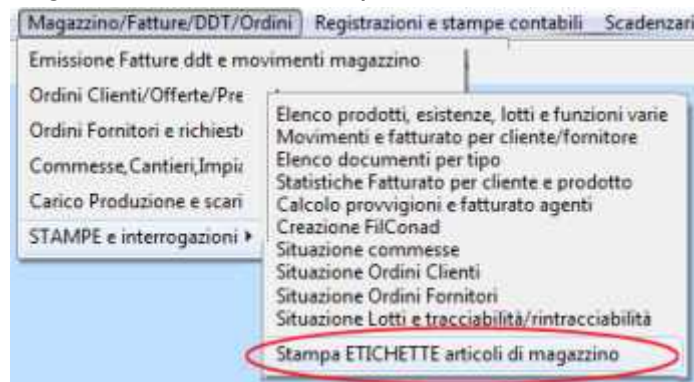 Magazzino/Fatture/DDT/Ordini Registrazioni e stampe contabili Scadenzari
Emissione Fatture ddt e movimenti magazzino
Ordini Clienti/Offerte/Pre
Ordini Fornitori e richieste
Commesse,Cantieri,Impia
Carico Produzione e scari
STAMPE e interrogazioni
Elenco prodotti, esistenze, lotti e funzioni varie
Movimenti e fatturato per cliente/fornitore
Elenco documenti per tipo
Statistiche Fatturato per cliente e prodotto
Calcolo provvigioni e fatturato agenti
Creazione FilConad
Situazione commesse
Situazione Ordini Clienti
Situazione Ordini Fornitori
Situazione Lotti e tracciabilità/rintracciabilità
Stampa ETICHETTE articoli di magazzino